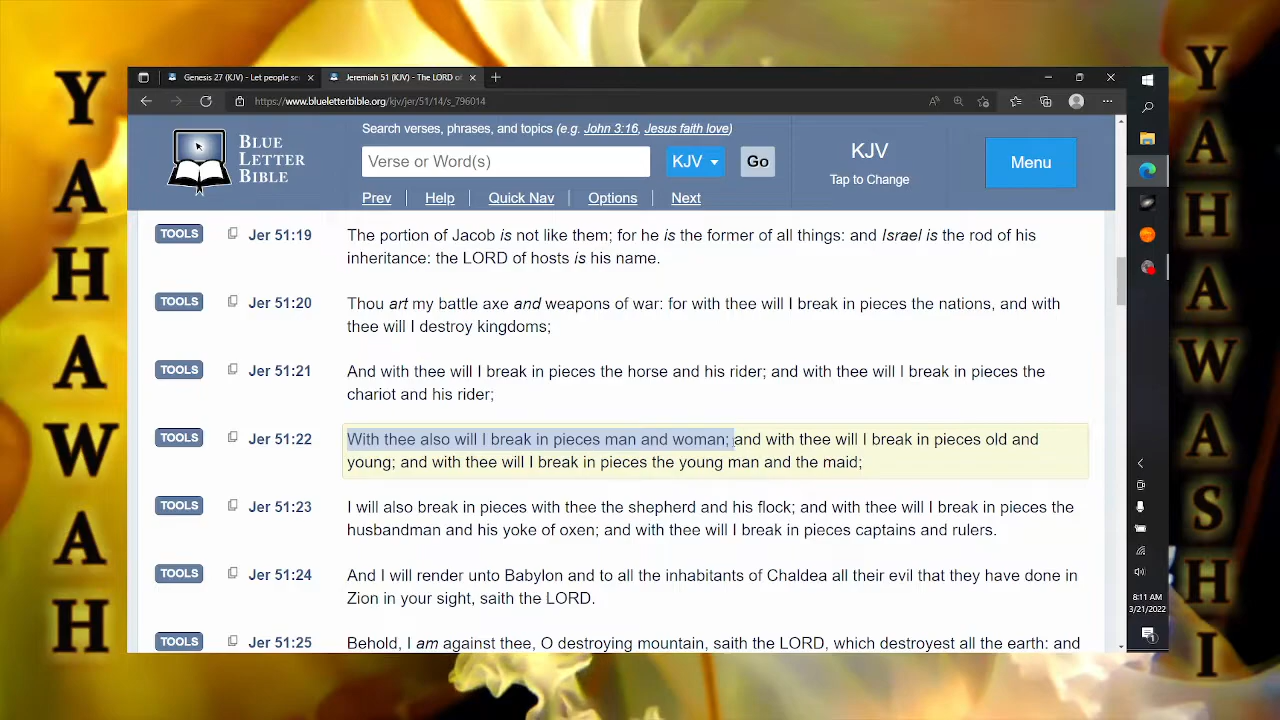 YAHAWAH
Genesis 27 (KJV) - Let people se
Jeremiah 51 (KJV) - The LORD of
https://www.blueletterbible.org/kjv/jer/51/14/s_796014
BLUE
LETTER
BIBLE
Search verses, phrases, and topics (e.g. John 3:16, Jesus faith love)
Verse or Word(s)
KJV
Go
Prev
Help
Quick Nav
Options
Next
KJV
Tap to Change
Menu
TOOLS Jer 51:19 The portion of Jacob is not like them; for he is the former of all things: and Israel is the rod of his
inheritance: the LORD of hosts is his name.
TOOLS Jer 51:20 Thou art my battle axe and weapons of war: for with thee will I break in pieces the nations, and with
thee will I destroy kingdoms;
TOOLS Jer 51:21 And with thee will I break in pieces the horse and his rider; and with thee will I break in pieces the
chariot and his rider;
TOOLS Jer 51:22 With thee also will I break in pieces man and woman; and with thee will I break in pieces old and
young; and with thee will I break in pieces the young man and the maid;
TOOLS Jer 51:23 I will also break in pieces with thee the shepherd and his flock; and with thee will I break in pieces the
husbandman and his yoke of oxen; and with thee will I break in pieces captains and rulers.
TOOLS Jer 51:24 And I will render unto Babylon and to all the inhabitants of Chaldea all their evil that they have done in
Zion in your sight, saith the LORD.
TOOLS Jer 51:25 Behold, I am against thee, O destroying mountain, saith the LORD, which destroyest all the earth: and
8:11 AM
3/21/2022
YAHAWASHI